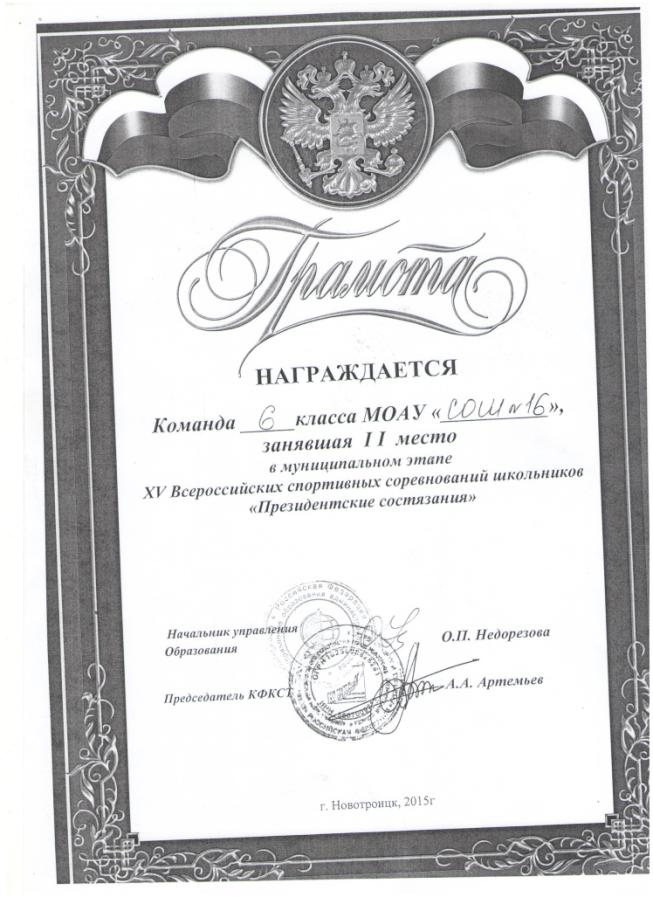 Грамота
НАГРАЖДАЕТСЯ
Команда 6 класса МОАУ «СОШ №16»,
занявшая II место
в муниципальном этапе
XV Всероссийских спортивных соревнований школьников
«Президентские состязания»
Начальник управления
Образования
О.П. Недорезова
Председатель КФКСТ
А.А. Артемьев
г. Новотроицк, 2015г